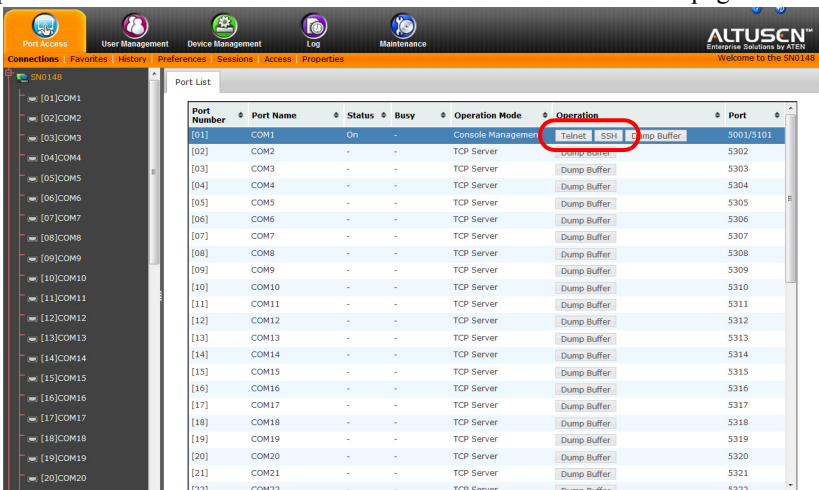 page
Port Access User Management Device Management Log Maintenance
ALTUSCN™
Enterprise Solutions by ATEN
Connections Favorites History Preferences Sessions Access Properties Welcome to the SN0148
SN0148
[01]COM1
[02]COM2
[03]COM3
[04]COM4
[05]COM5
[06]COM6
[07]COM7
[08]COM8
[09]COM9
[10]COM10
[11]COM11
[12]COM12
[13]COM13
[14]COM14
[15]COM15
[16]COM16
[17]COM17
[18]COM18
[19]COM19
[20]COM20
Port List
Port Number Port Name Status Busy Operation Mode Operation Port
[01] COM1 On - Console Management Telnet SSH Dump Buffer 5001/5101
[02] COM2 - - TCP Server Dump Buffer 5302
[03] COM3 - - TCP Server Dump Buffer 5303
[04] COM4 - - TCP Server Dump Buffer 5304
[05] COM5 - - TCP Server Dump Buffer 5305
[06] COM6 - - TCP Server Dump Buffer 5306
[07] COM7 - - TCP Server Dump Buffer 5307
[08] COM8 - - TCP Server Dump Buffer 5308
[09] COM9 - - TCP Server Dump Buffer 5309
[10] COM10 - - TCP Server Dump Buffer 5310
[11] COM11 - - TCP Server Dump Buffer 5311
[12] COM12 - - TCP Server Dump Buffer 5312
[13] COM13 - - TCP Server Dump Buffer 5313
[14] COM14 - - TCP Server Dump Buffer 5314
[15] COM15 - - TCP Server Dump Buffer 5315
[16] COM16 - - TCP Server Dump Buffer 5316
[17] COM17 - - TCP Server Dump Buffer 5317
[18] COM18 - - TCP Server Dump Buffer 5318
[19] COM19 - - TCP Server Dump Buffer 5319
[20] COM20 - - TCP Server Dump Buffer 5320
[21] COM21 - - TCP Server Dump Buffer 5321
[22] COM22 - - TCP Server Dump Buffer 5322